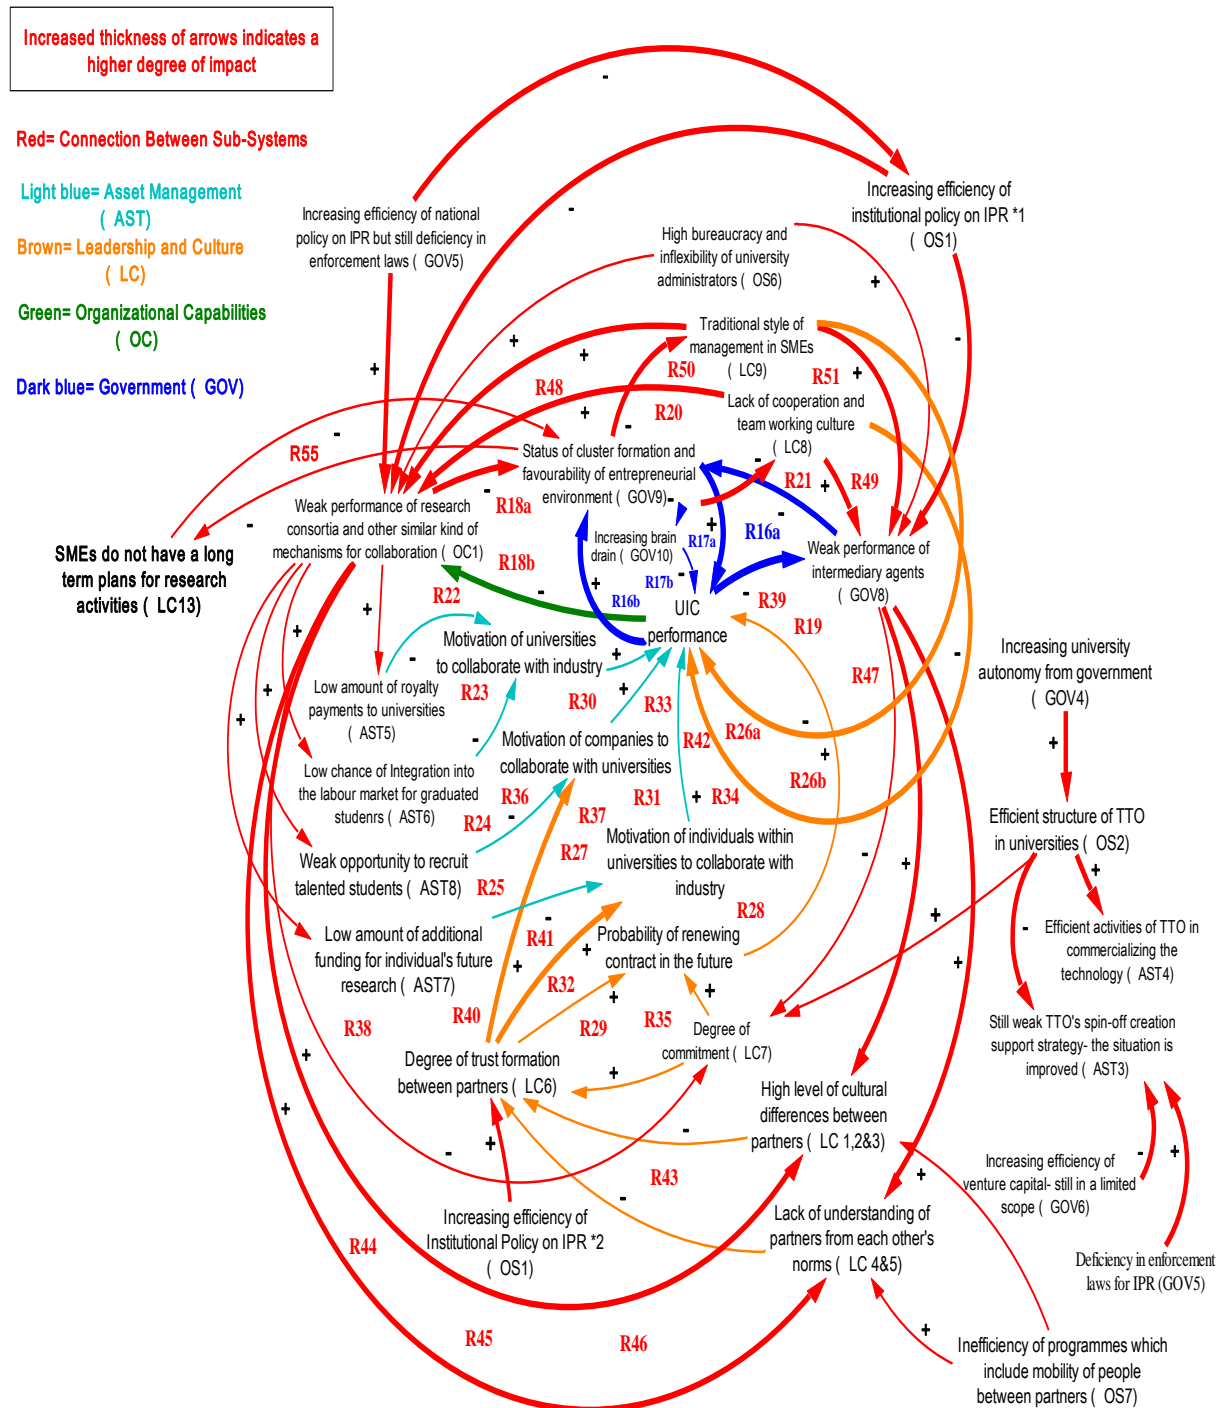 Increased thickness of arrows indicates a
higher degree of impact
Red= Connection Between Sub-Systems
Light blue= Asset Management
( AST)
Brown= Leadership and Culture
( LC)
Green= Organizational Capabilities
( OC)
Dark blue= Government ( GOV)
Increasing efficiency of national
policy on IPR but still deficiency in
enforcement laws ( GOV5)
High bureaucracy and
inflexibility of university
administrators ( OS6)
Increasing efficiency of
institutional policy on IPR *1
( OS1)
Traditional style of
management in SMEs
( LC9)
Lack of cooperation and
team working culture
( LC8)
Status of cluster formation and
favourability of entrepreneurial
environment ( GOV9)
Increasing brain
drain ( GOV10)
Weak performance of research
consortia and other similar kind of
mechanisms for collaboration ( OC1)
SMEs do not have a long
term plans for research
activities ( LC13)
Weak performance of
intermediary agents
( GOV8)
UIC
performance
Motivation of universities
to collaborate with industry
Low amount of royalty
payments to universities
( AST5)
Motivation of companies to
collaborate with universities
Low chance of Integration into
the labour market for graduated
studenrs ( AST6)
Motivation of individuals within
universities to collaborate with
industry
Weak opportunity to recruit
talented students ( AST8)
Low amount of additional
funding for individual's future
research ( AST7)
Probability of renewing
contract in the future
Degree of
commitment ( LC7)
Degree of trust formation
between partners ( LC6)
High level of cultural
differences between
partners ( LC 1,2&3)
Lack of understanding of
partners from each other's
norms ( LC 4&5)
Increasing efficiency of
Institutional Policy on IPR *2
( OS1)
Increasing university
autonomy from government
( GOV4)
Efficient structure of TTO
in universities ( OS2)
Efficient activities of TTO in
commercializing the
technology ( AST4)
Still weak TTO's spin-off creation
support strategy- the situation is
improved ( AST3)
Increasing efficiency of
venture capital- still in a limited
scope ( GOV6)
Deficiency in enforcement
laws for IPR (GOV5)
Inefficiency of programmes which
include mobility of people
between partners ( OS7)
R55
R48
R50
R20
R51
R21
R49
R18a
R18b
R17a
R17b
R16a
R16b
R39
R19
R47
R22
R23
R30
R33
R42
R26a
R26b
R36
R24
R37
R31
R34
R27
R25
R28
R41
R32
R40
R29
R35
R38
R43
R44
R45
R46